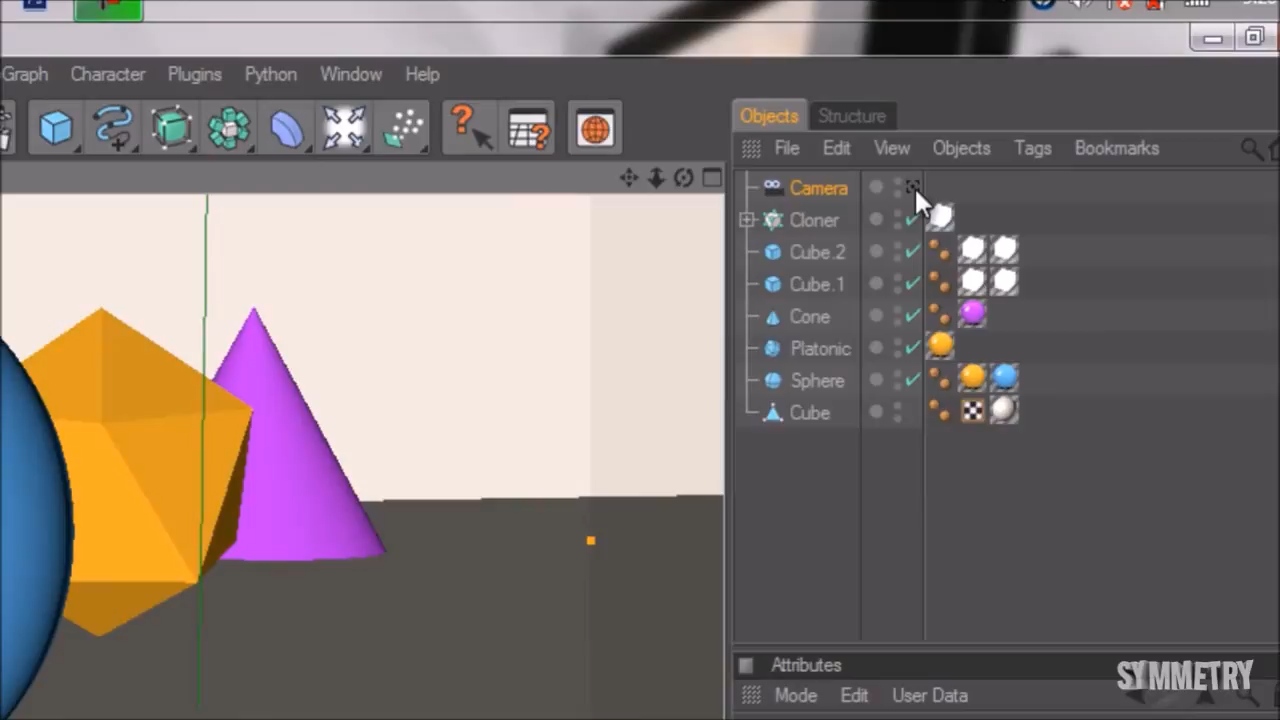 Graph Character Plugins Python Window Help
Objects Structure
File Edit View Objects Tags Bookmarks
Camera
Cloner
Cube.2
Cube.1
Cone
Platonic
Sphere
Cube
Attributes
Mode Edit User Data
SYMMETRY